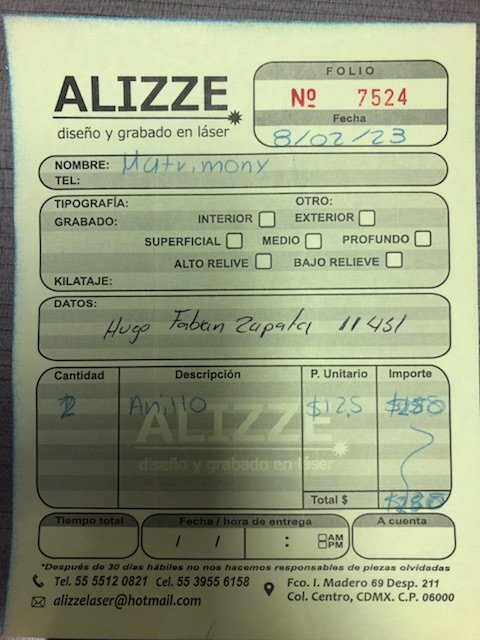 FOLIO
ALIZZE
Nº 7524
diseño y grabado en láser
Fecha
8/02/23
NOMBRE: Matrimony
TEL:
TIPOGRAFÍA: OTRO:
GRABADO: INTERIOR EXTERIOR
SUPERFICIAL MEDIO PROFUNDO
ALTO RELIVE BAJO RELIEVE
KILATAJE:
DATOS:
Hugo Fabian Zapata 11451
Cantidad Descripción P. Unitario Importe
Anillo $125
ALIZZE
diseño y grabado en láser
Total $
Tiempo total Fecha / hora de entrega A cuenta
/ / : AM
PM
*Después de 30 días hábiles no nos hacemos responsables de piezas olvidadas
Tel. 55 5512 0821 Cel. 55 3955 6158 Fco. I. Madero 69 Desp. 211
alizzelaser@hotmail.com Col. Centro, CDMX. C.P. 06000